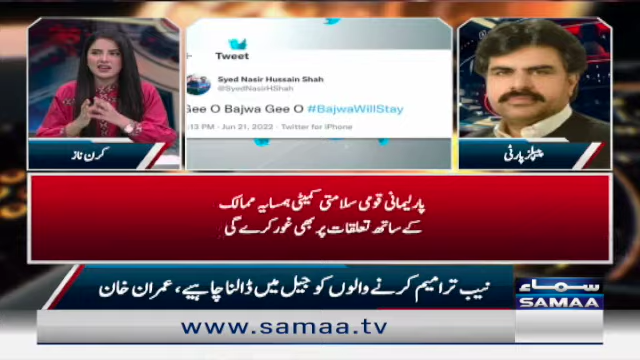 Tweet
Syed Nasir Hussain Shah
@SyedNasirHShah
Gee O Bajwa Gee O #BajwaWillStay
:13 PM · Jun 21, 2022 · Twitter for iPhone
کرن ناز
پیپلز پارٹی
پارلیمانی قومی سلامتی کمیٹی ہمسایہ ممالک
کے ساتھ تعلقات پر بھی غور کرے گی
نیب ترامیم کرنے والوں کو جیل میں ڈالنا چاہیے، عمران خان
سماء
SAMAA
www.samaa.tv